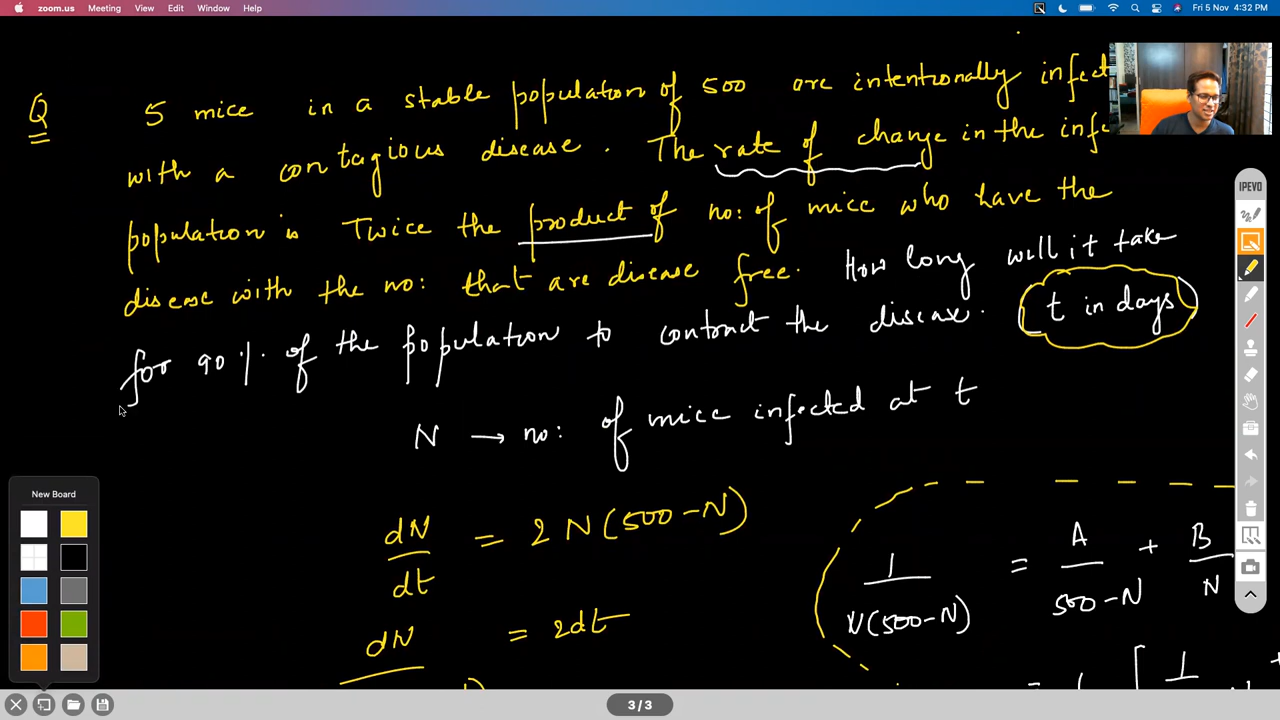 zoom.us Meeting View Edit Window Help Fri 5 Nov 4:32 PM
Q 5 mice in a stable population of 500 are intentionally infect
with a contagious disease. The rate of change in the infe
population is Twice the product of no: of mice who have the
disease with the no: that are disease free. How long will it take
for 90% of the population to contract the disease. t in days
N → no: of mice infected at t
dN/dt = 2 N(500-N)
1/N(500-N) = A/500-N + B/N
dN = 2dt
1
IPEVO
New Board
3/3